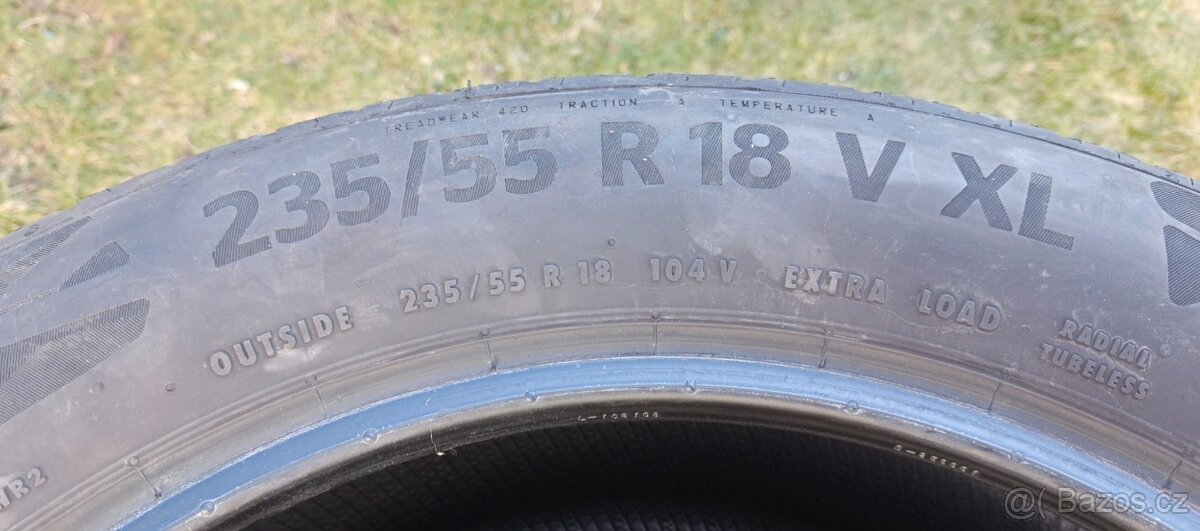 TREADWEAR 420 TRACTION A TEMPERATURE A
235/55 R 18 V XL
OUTSIDE 235/55 R 18 104 V EXTRA LOAD RADIAL
TUBELESS
WR2
Bazos.cz